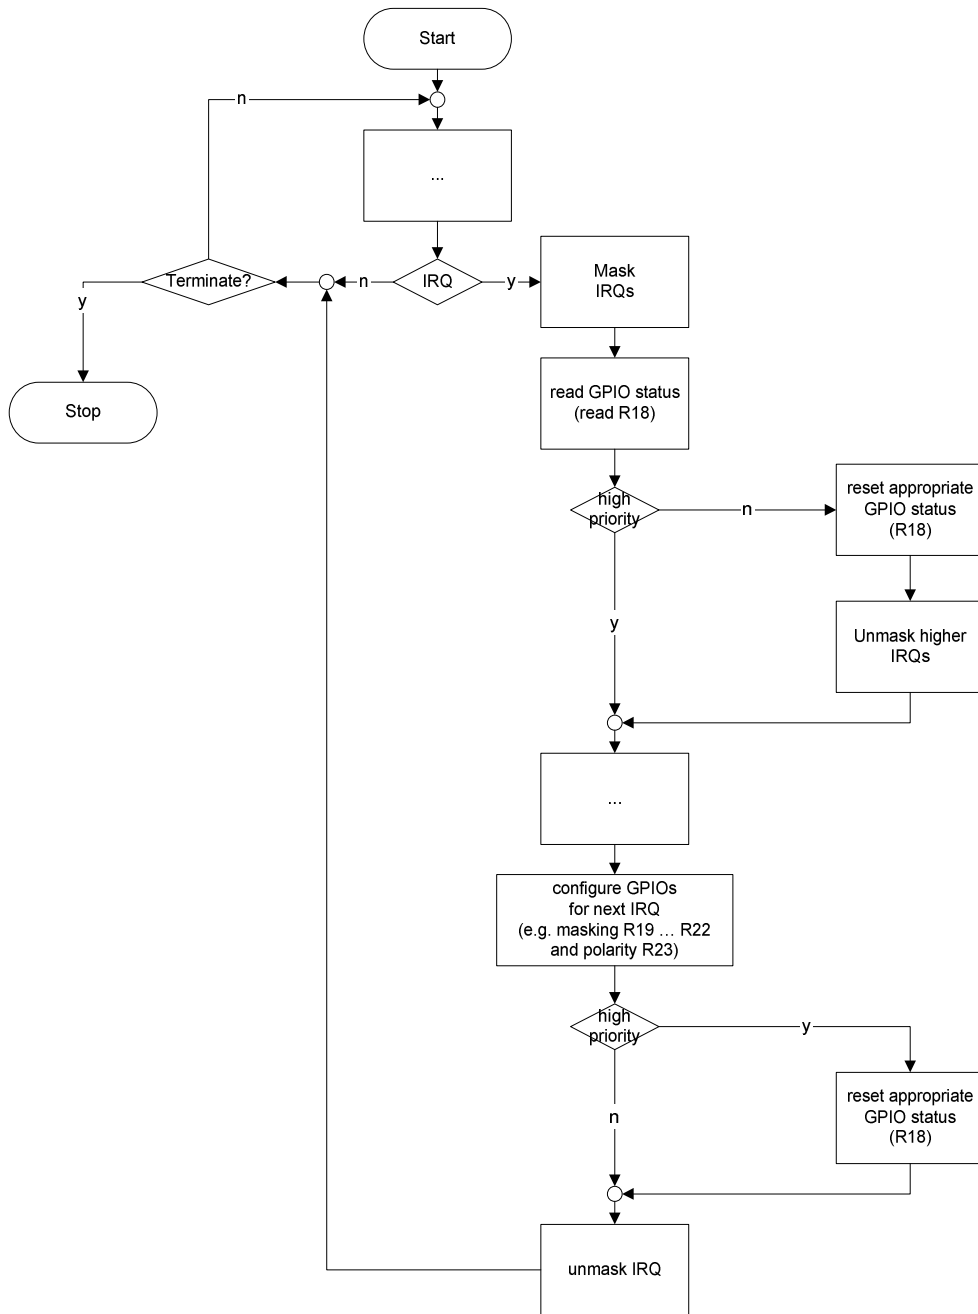 Start
n
...
Terminate?
n
IRQ
y
Mask
IRQs
y
Stop
read GPIO status
(read R18)
high
priority
n
reset appropriate
GPIO status
(R18)
y
Unmask higher
IRQs
...
configure GPIOs
for next IRQ
(e.g. masking R19 … R22
and polarity R23)
high
priority
y
n
reset appropriate
GPIO status
(R18)
unmask IRQ